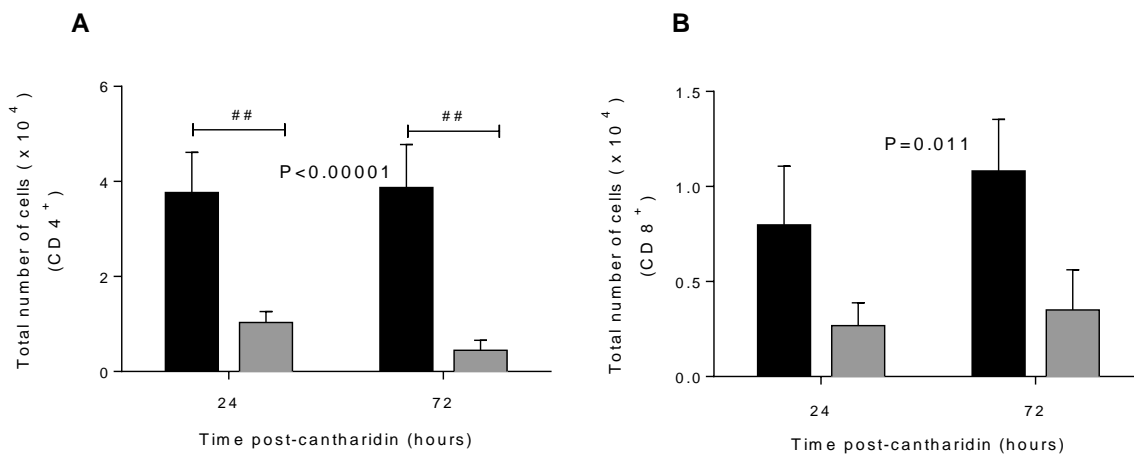 A
Total number of cells ( x 10 4 )
(CD 4 +)
6
4
2
0
##
##
P<0.00001
24
72
Time post-cantharidin (hours)
B
Total number of cells ( x 10 4 )
(CD 8 +)
1.5
1.0
0.5
0.0
P=0.011
24
72
Time post-cantharidin (hours)